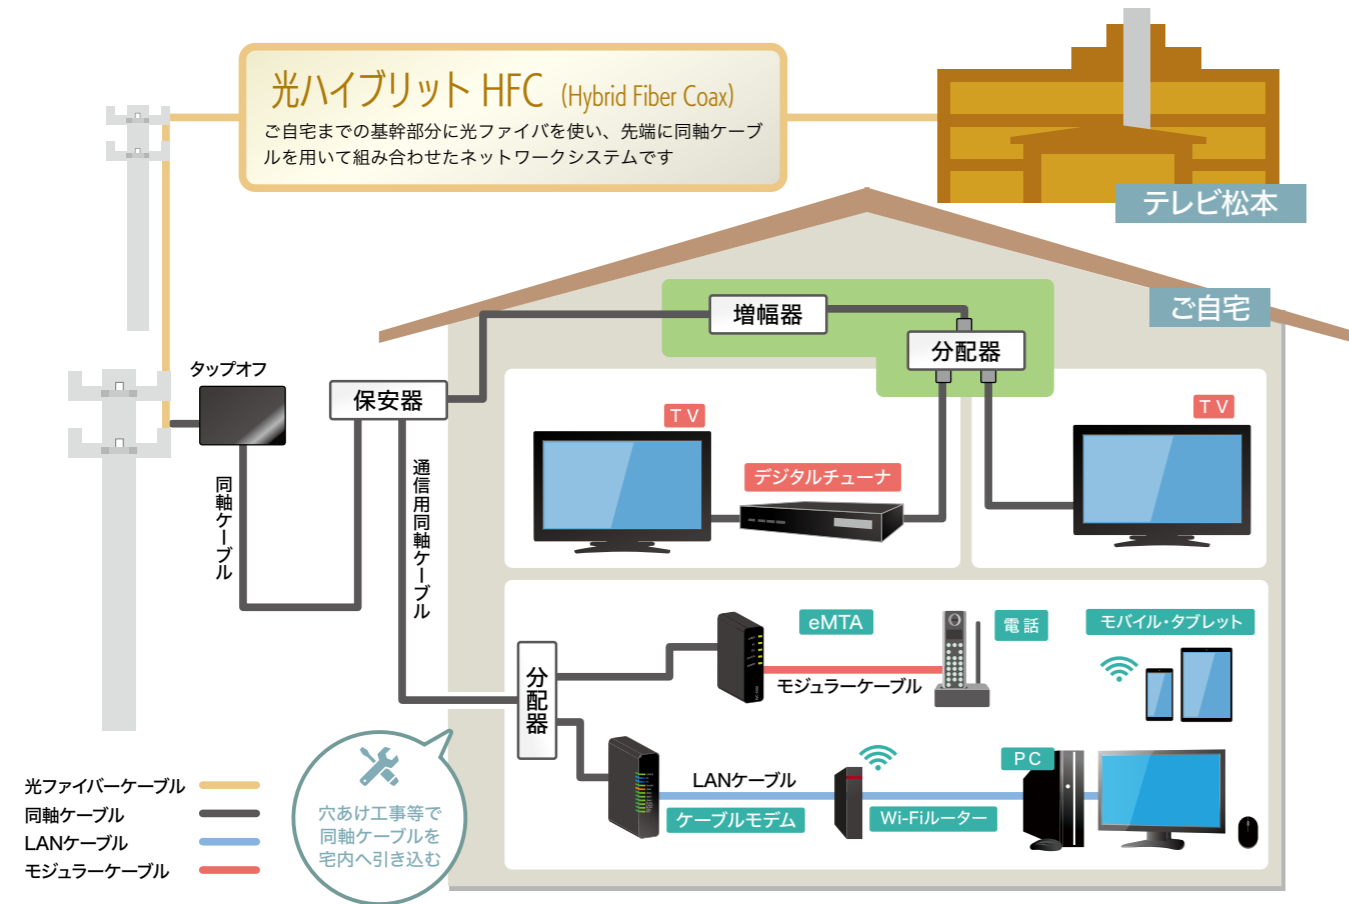 光ハイブリット HFC (Hybrid Fiber Coax)
ご自宅までの基幹部分に光ファイバを使い、先端に同軸ケーブ
ルを用いて組み合わせたネットワークシステムです
テレビ松本
ご自宅
増幅器
分配器
タップオフ
保安器
TV
TV
デジタルチューナ
同軸ケーブル
通信用同軸ケーブル
eMTA
電話
モバイル・タブレット
モジュラーケーブル
分配器
PC
LANケーブル
ケーブルモデム
Wi-Fiルーター
光ファイバーケーブル
同軸ケーブル
LANケーブル
モジュラーケーブル
穴あけ工事等で
同軸ケーブルを
宅内へ引き込む